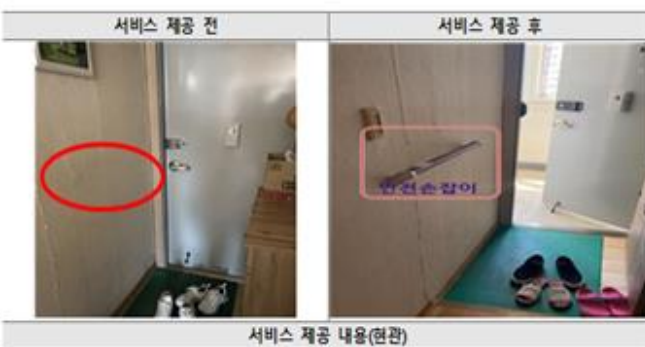 서비스 제공 전
서비스 제공 후
안전손잡이
서비스 제공 내용(현관)